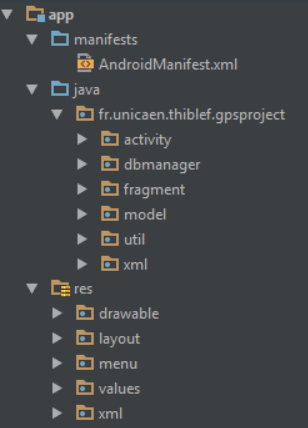 app
manifests
AndroidManifest.xml
java
fr.unicaen.thiblef.gpsproject
activity
dbmanager
fragment
model
util
xml
res
drawable
layout
menu
values
xml